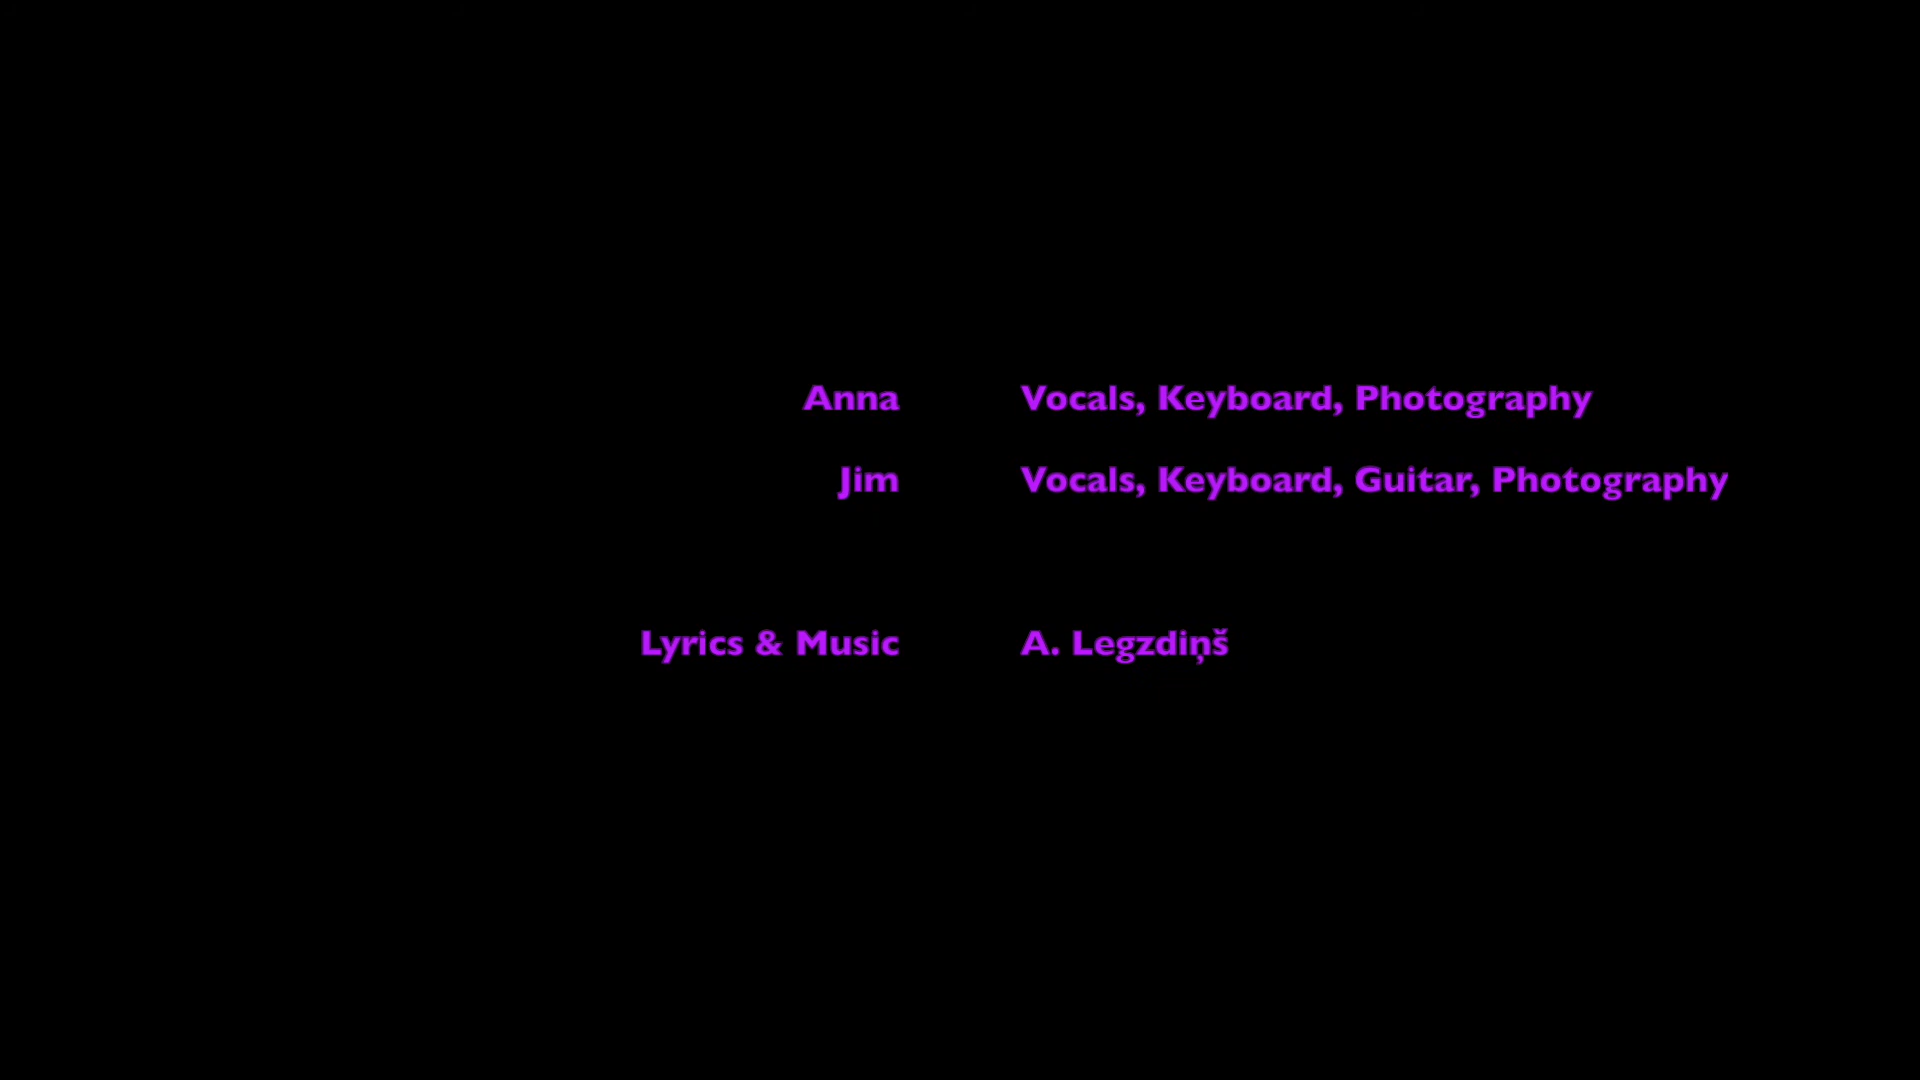 Anna Vocals, Keyboard, Photography
Jim Vocals, Keyboard, Guitar, Photography
Lyrics & Music A. Legzdiņš